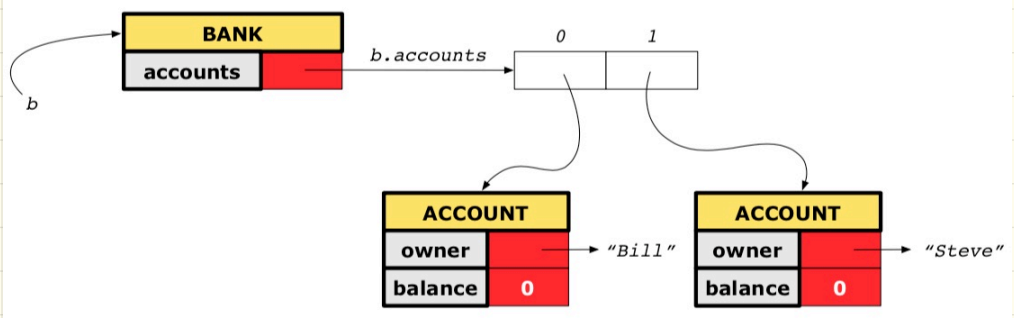 BANK
accounts
b.accounts
0 1
b
ACCOUNT
owner
“Bill”
balance 0
ACCOUNT
owner
“Steve”
balance 0